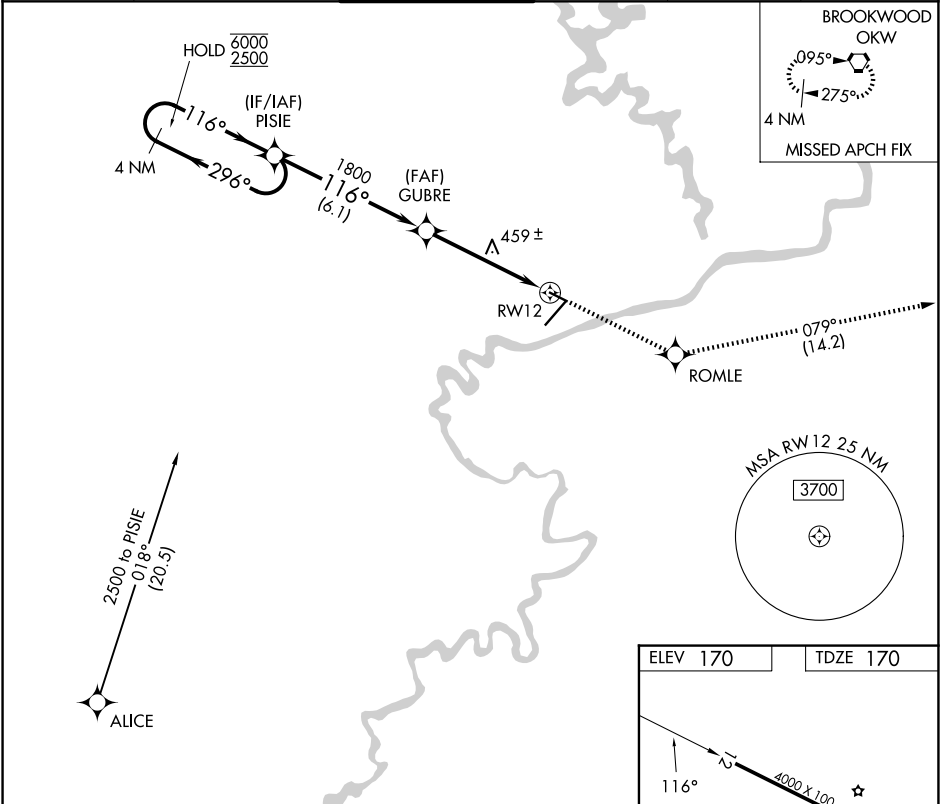 BROOKWOOD
OKW
095°
275°
4 NM
MISSED APCH FIX
HOLD 6000
2500
(IF/IAF)
PISIE
116°
296°
4 NM
1800
116°
(6.1)
(FAF)
GUBRE
459 ±
RW12
079°
(14.2)
ROMLE
MSA RW12 25 NM
3700
2500 to PISIE
018°
(20.5)
ALICE
ELEV 170
TDZE 170
116°
12
4000 X 100